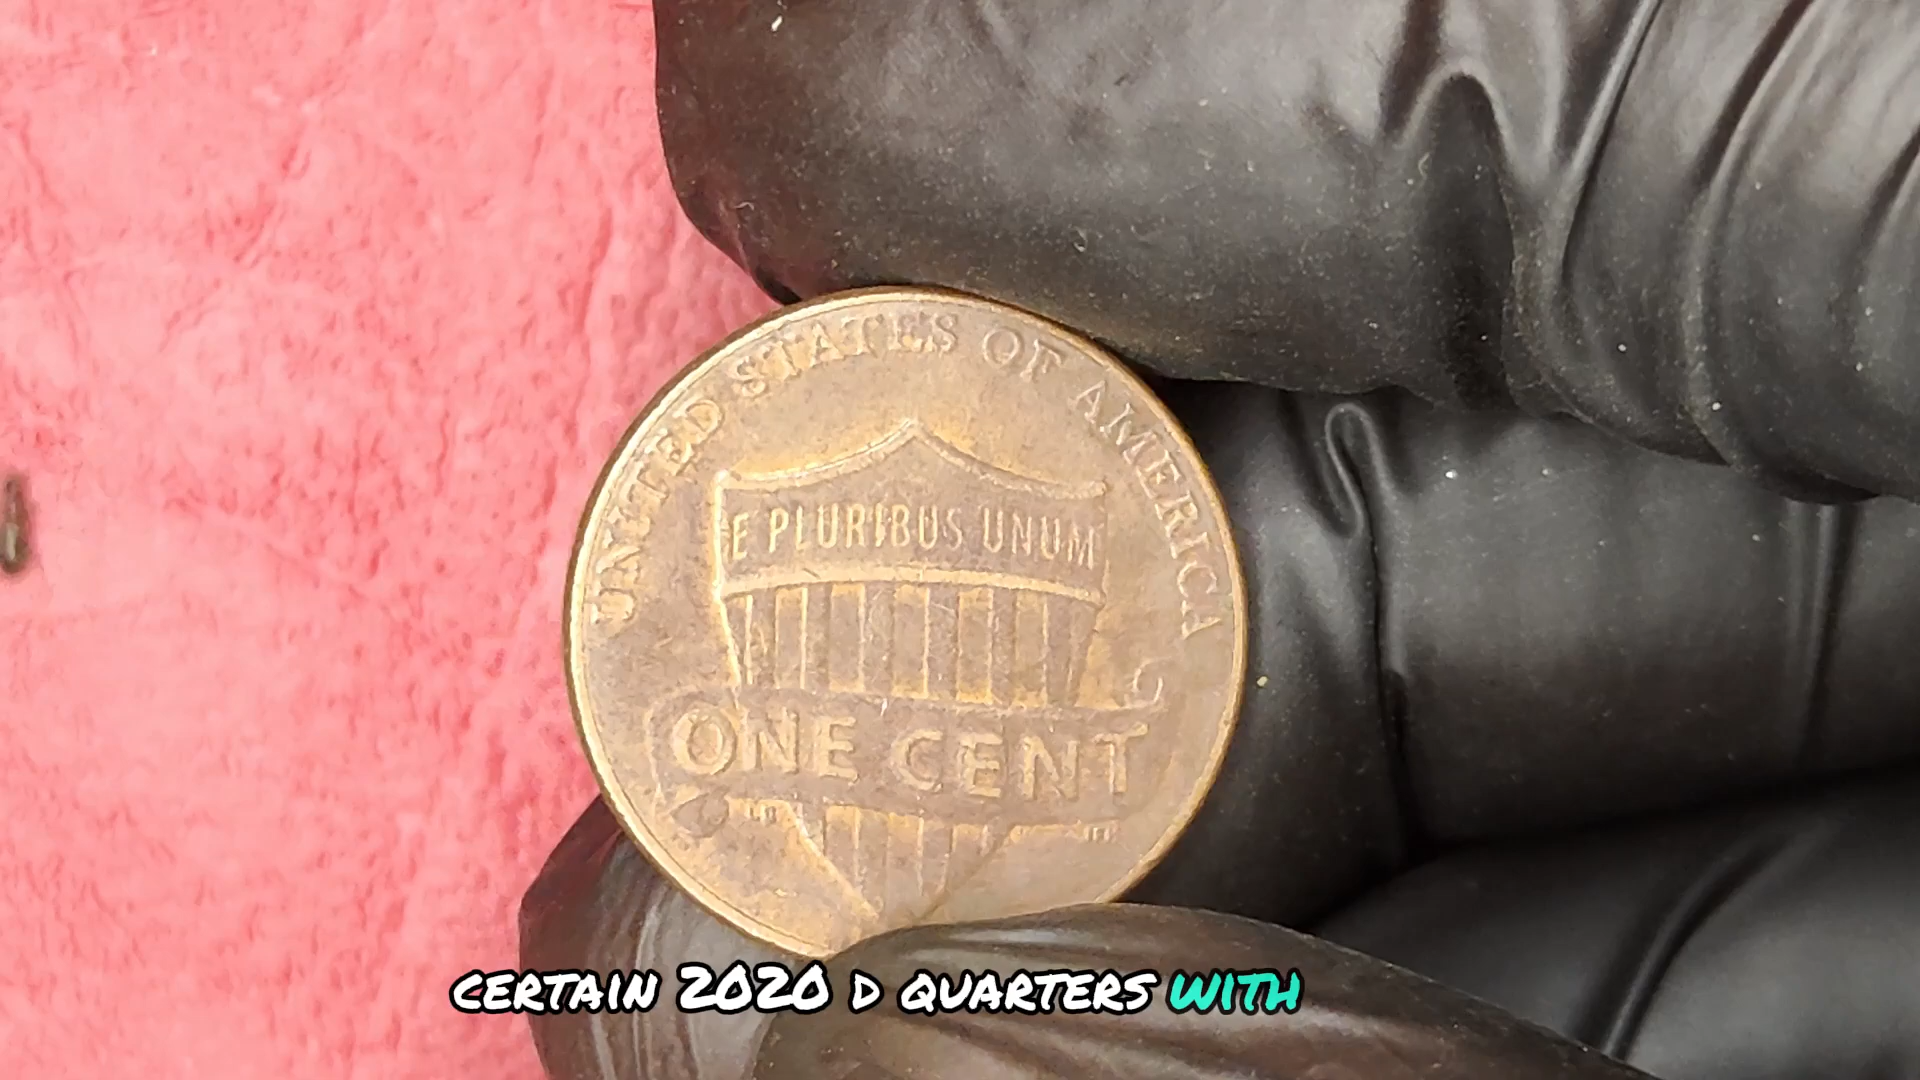 UNITED STATES OF AMERICA
E PLURIBUS UNUM
ONE CENT
CERTAIN 2020 D QUARTERS WITH